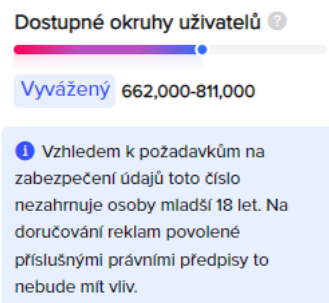 Dostupné okruhy uživatelů ?
Vyvážený 662,000-811,000
i Vzhledem k požadavkům na
zabezpečení údajů toto číslo
nezahrnuje osoby mladší 18 let. Na
doručování reklam povolené
příslušnými právními předpisy to
nebude mít vliv.